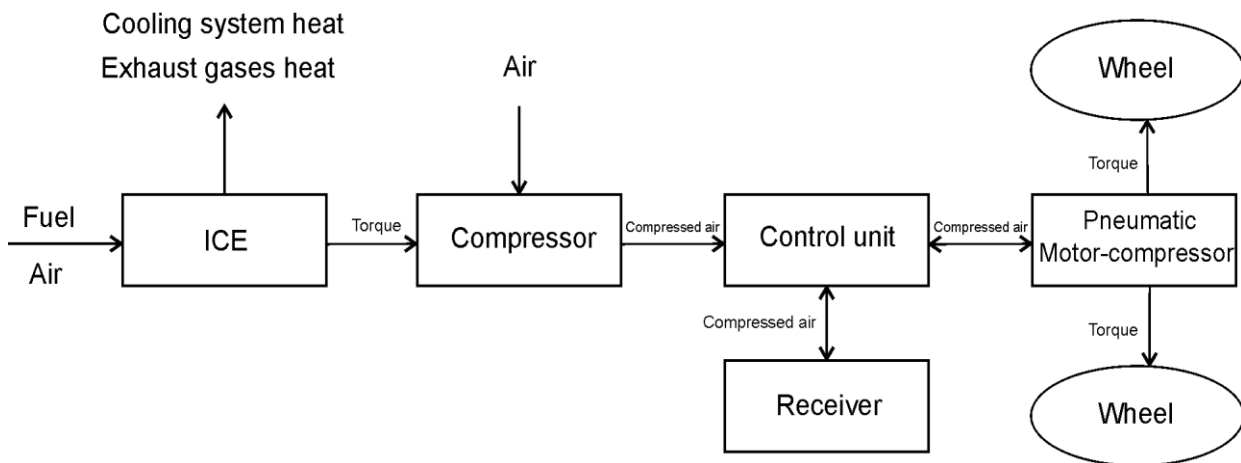 Cooling system heat
Exhaust gases heat
Air
Wheel
Torque
Fuel
Air
ICE
Torque
Compressor
Compressed air
Control unit
Compressed air
Pneumatic
Motor-compressor
Compressed air
Torque
Receiver
Wheel